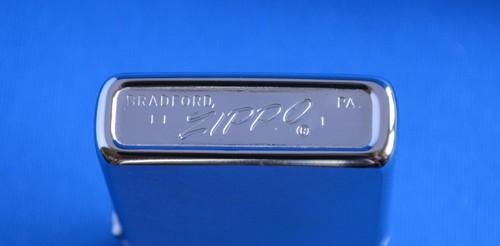 BRADFORD, PA.
II ZIPPO ® I